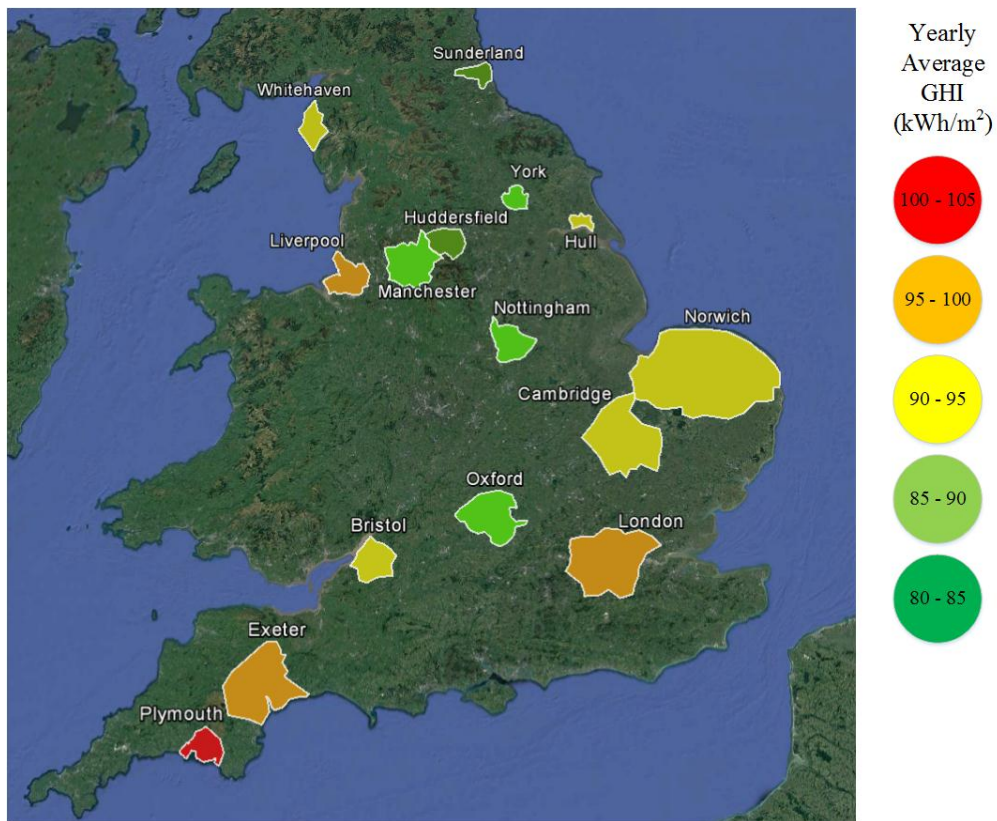 Sunderland
Whitehaven
York
Huddersfield
Liverpool
Hull
Manchester
Nottingham
Norwich
Cambridge
Oxford
London
Bristol
Exeter
Plymouth
Yearly
Average
GHI
(kWh/m²)
100 - 105
95 - 100
90 - 95
85 - 90
80 - 85